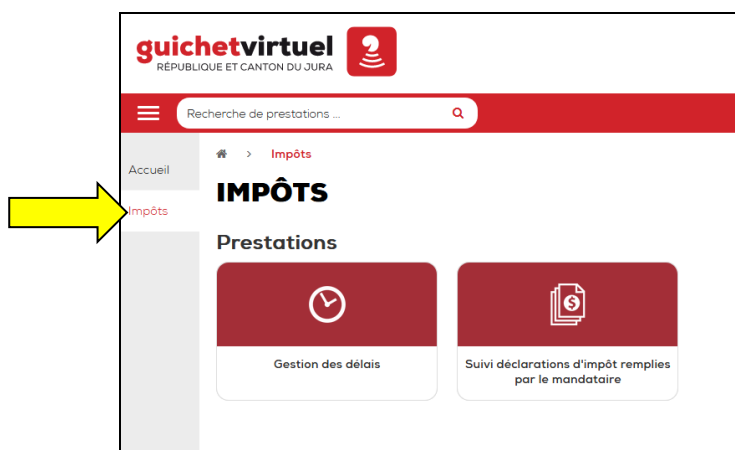 guichetvirtuel
RÉPUBLIQUE ET CANTON DU JURA
Recherche de prestations ...
Accueil
Impôts
> Impôts
IMPÔTS
Prestations
Gestion des délais
Suivi déclarations d'impôt remplies
par le mandataire